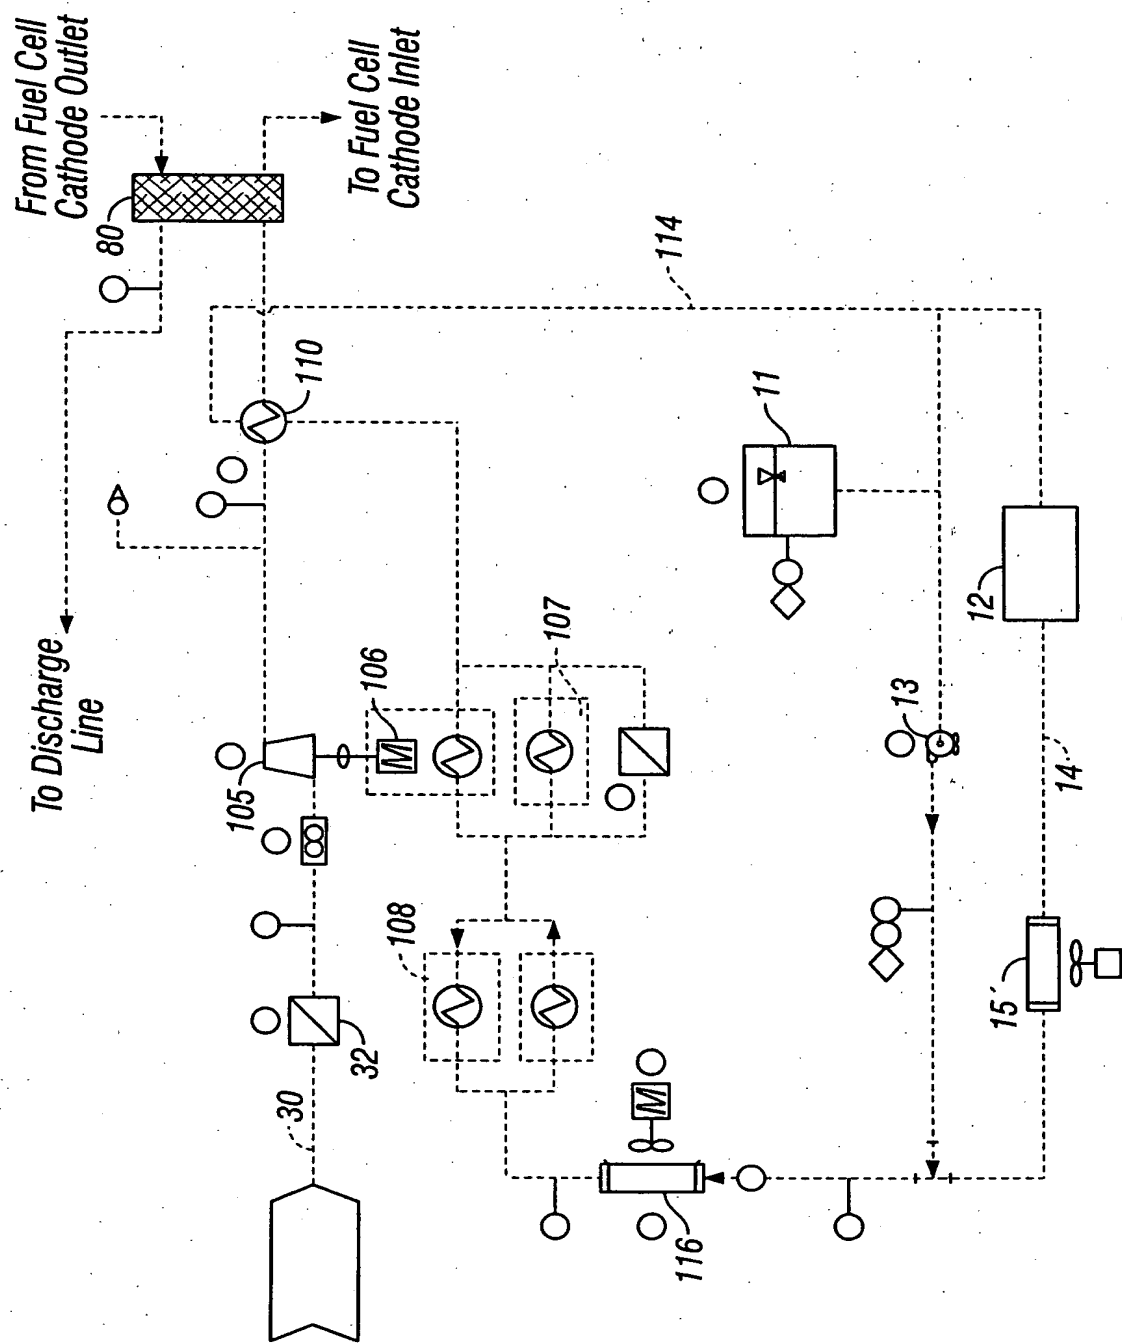 From Fuel Cell
Cathode Outlet
To Fuel Cell
Cathode Inlet
80
114
110
11
To Discharge
Line
107
12
106
13
105
14
108
15'
32
30
116
M
M